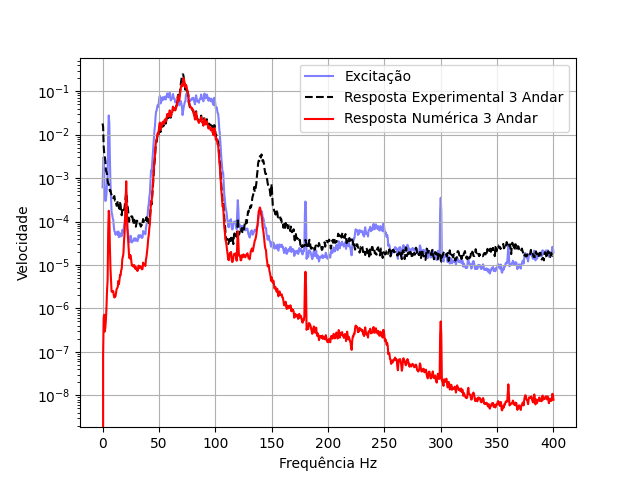 Excitação
Resposta Experimental 3 Andar
Resposta Numérica 3 Andar
Velocidade
10⁻¹
10⁻²
10⁻³
10⁻⁴
10⁻⁵
10⁻⁶
10⁻⁷
10⁻⁸
0 50 100 150 200 250 300 350 400
Frequência Hz